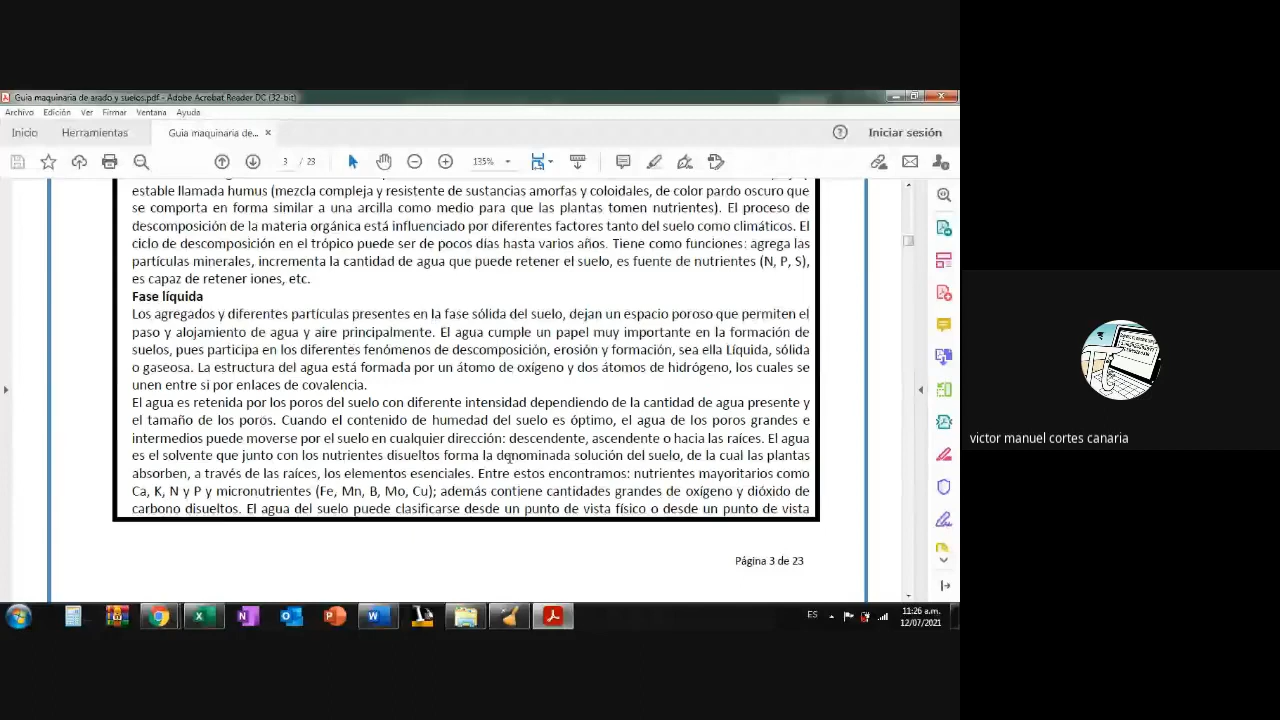 Guia maquinaria de arado y suelos.pdf - Adobe Acrobat Reader DC (32-bit)
Archivo Edición Ver Firmar Ventana Ayuda
Inicio Herramientas Guia maquinaria de... × Iniciar sesión
3 / 23 135%
estable llamada humus (mezcla compleja y resistente de sustancias amorfas y coloidales, de color pardo oscuro que
se comporta en forma similar a una arcilla como medio para que las plantas tomen nutrientes). El proceso de
descomposición de la materia orgánica está influenciado por diferentes factores tanto del suelo como climáticos. El
ciclo de descomposición en el trópico puede ser de pocos días hasta varios años. Tiene como funciones: agrega las
partículas minerales, incrementa la cantidad de agua que puede retener el suelo, es fuente de nutrientes (N, P, S),
es capaz de retener iones, etc.
Fase líquida
Los agregados y diferentes partículas presentes en la fase sólida del suelo, dejan un espacio poroso que permiten el
paso y alojamiento de agua y aire principalmente. El agua cumple un papel muy importante en la formación de
suelos, pues participa en los diferentes fenómenos de descomposición, erosión y formación, sea ella Líquida, sólida
o gaseosa. La estructura del agua está formada por un átomo de oxígeno y dos átomos de hidrógeno, los cuales se
unen entre si por enlaces de covalencia.
El agua es retenida por los poros del suelo con diferente intensidad dependiendo de la cantidad de agua presente y
el tamaño de los poros. Cuando el contenido de humedad del suelo es óptimo, el agua de los poros grandes e
intermedios puede moverse por el suelo en cualquier dirección: descendente, ascendente o hacia las raíces. El agua
es el solvente que junto con los nutrientes disueltos forma la denominada solución del suelo, de la cual las plantas
absorben, a través de las raíces, los elementos esenciales. Entre estos encontramos: nutrientes mayoritarios como
Ca, K, N y P y micronutrientes (Fe, Mn, B, Mo, Cu); además contiene cantidades grandes de oxígeno y dióxido de
carbono disueltos. El agua del suelo puede clasificarse desde un punto de vista físico o desde un punto de vista
Página 3 de 23
victor manuel cortes canaria
ES
11:26 a.m.
12/07/2021